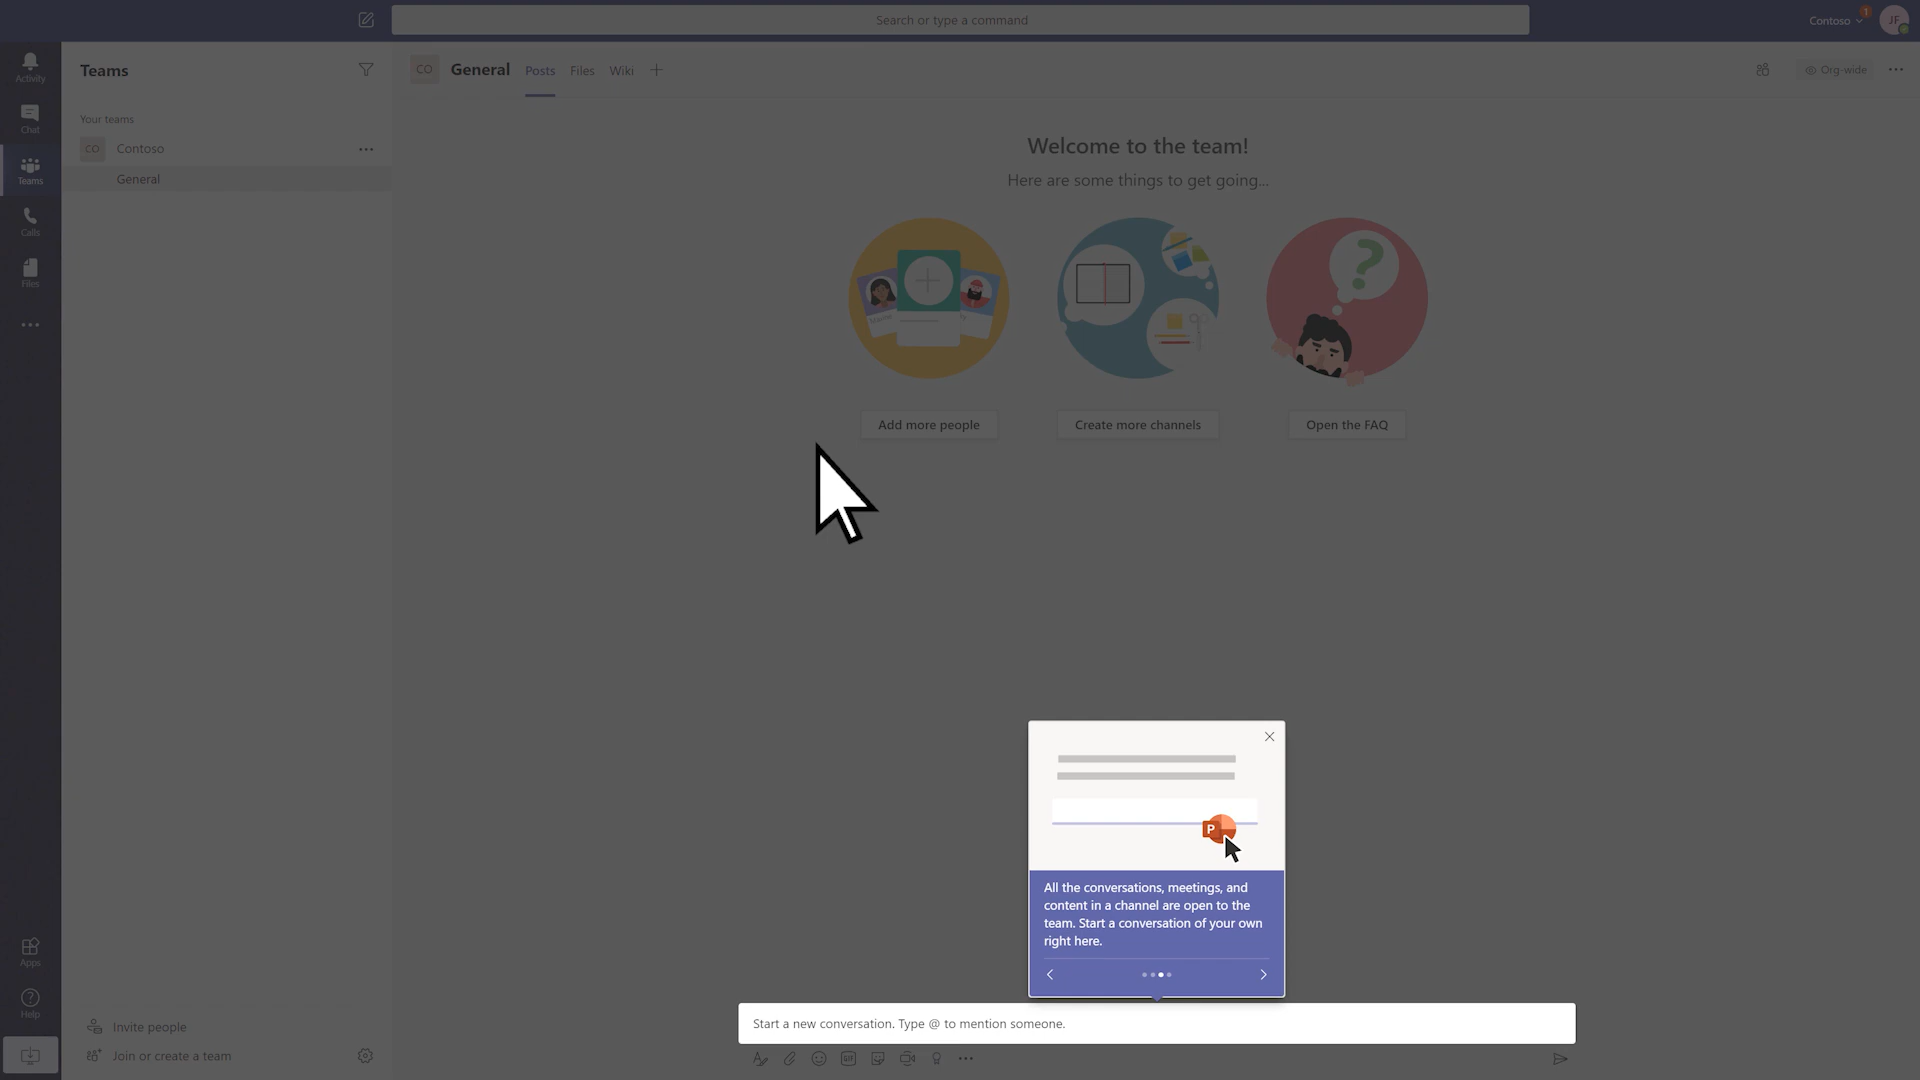 Search or type a command
Contoso
1
JF
Activity
Chat
Teams
Calls
Files
Apps
Help
Teams
Your teams
CO Contoso
General
Invite people
Join or create a team
CO General Posts Files Wiki
Org-wide
Welcome to the team!
Here are some things to get going...
Name
?
Add more people
Create more channels
Open the FAQ
P
All the conversations, meetings, and
content in a channel are open to the
team. Start a conversation of your own
right here.
Start a new conversation. Type @ to mention someone.
GIF